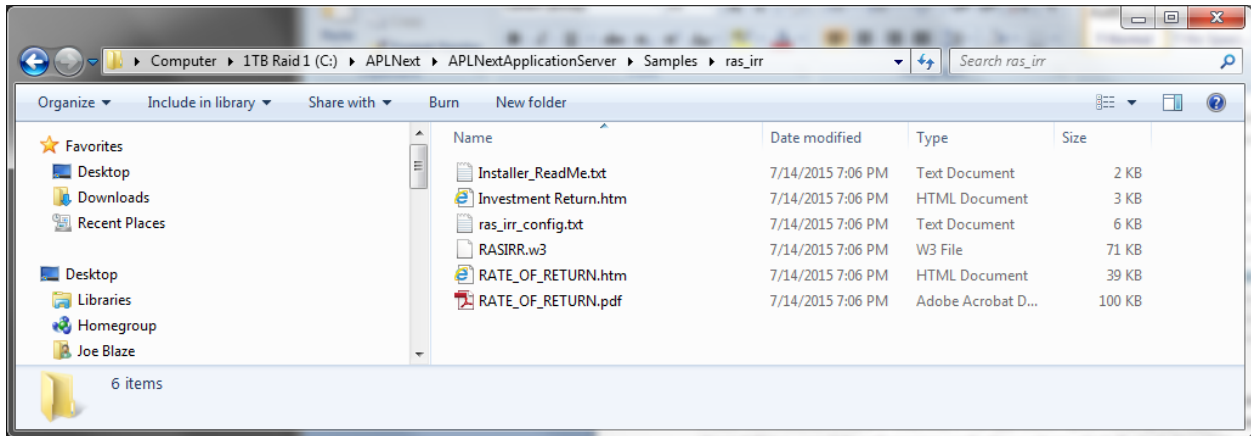 Computer 1TB Raid 1 (C:) APLNext APLNextApplicationServer Samples ras_irr Search ras_irr
Organize Include in library Share with Burn New folder
Favorites
Desktop
Downloads
Recent Places
Desktop
Libraries
Homegroup
Joe Blaze
Name Date modified Type Size
Installer_ReadMe.txt 7/14/2015 7:06 PM Text Document 2 KB
Investment Return.htm 7/14/2015 7:06 PM HTML Document 3 KB
ras_irr_config.txt 7/14/2015 7:06 PM Text Document 6 KB
RASIRR.w3 7/14/2015 7:06 PM W3 File 71 KB
RATE_OF_RETURN.htm 7/14/2015 7:06 PM HTML Document 39 KB
RATE_OF_RETURN.pdf 7/14/2015 7:06 PM Adobe Acrobat D... 100 KB
6 items